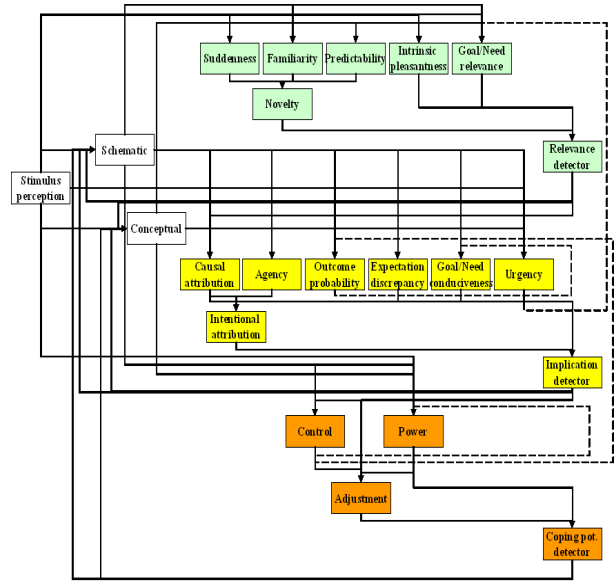 Suddenness
Familiarity
Predictability
Intrinsic
pleasantness
Goal/Need
relevance
Novelty
Schematic
Relevance
detector
Stimulus
perception
Conceptual
Causal
attribution
Agency
Outcome
probability
Expectation
discrepancy
Goal/Need
conduciveness
Urgency
Intentional
attribution
Implication
detector
Control
Power
Adjustment
Coping pot.
detector